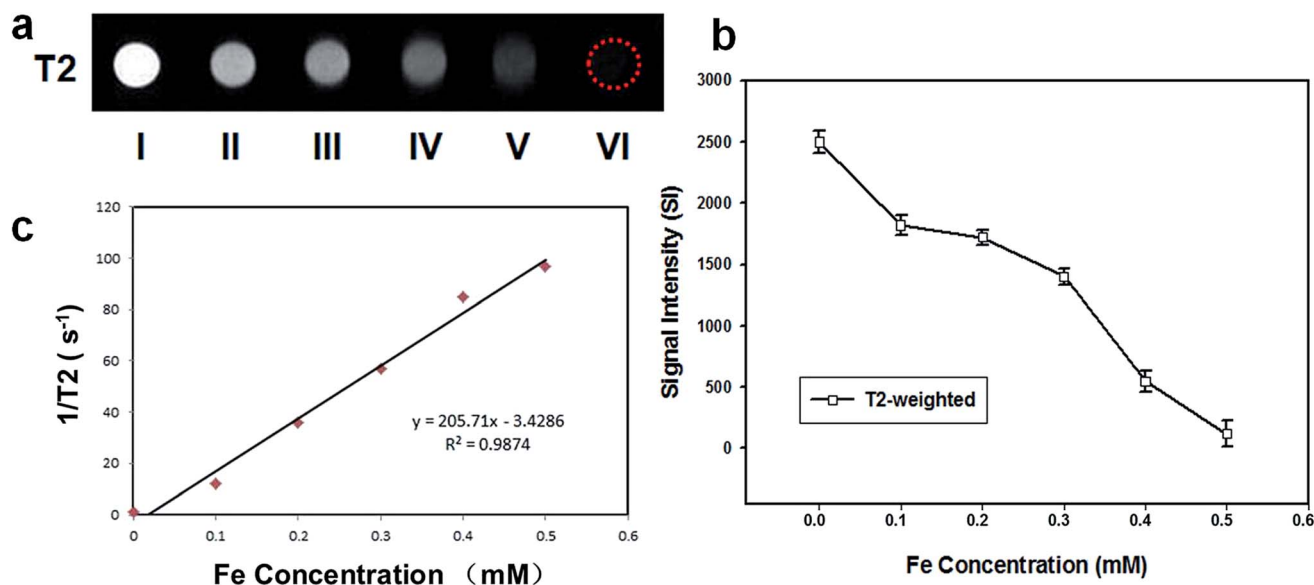 a
T2
I II III IV V VI
b
3000
2500
2000
1500
1000
500
0
Signal Intensity (SI)
T2-weighted
0.0 0.1 0.2 0.3 0.4 0.5 0.6
Fe Concentration (mM)
c
120
100
80
60
40
20
0
1/T2 ( s⁻¹)
y = 205.71x - 3.4286
R² = 0.9874
0 0.1 0.2 0.3 0.4 0.5 0.6
Fe Concentration （mM）